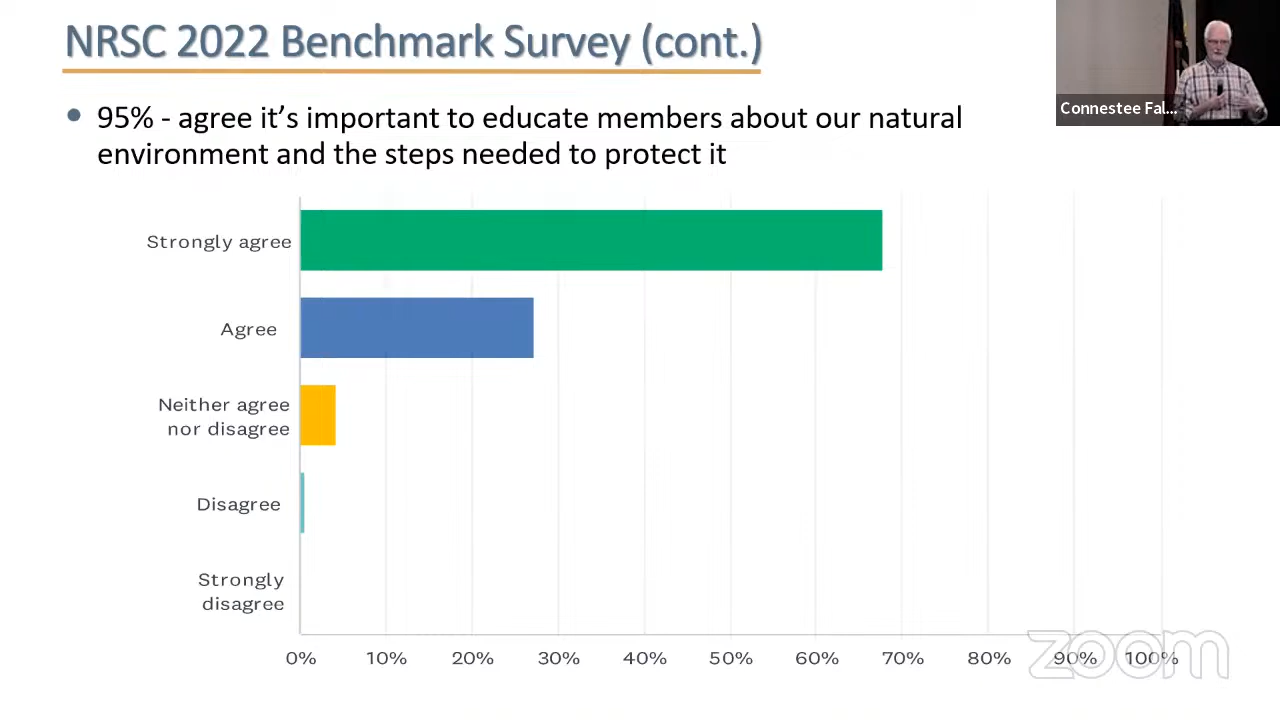 NRSC 2022 Benchmark Survey (cont.)
Connestee Fal...
• 95% - agree it's important to educate members about our natural
environment and the steps needed to protect it
Strongly agree
Agree
Neither agree
nor disagree
Disagree
Strongly
disagree
0% 10% 20% 30% 40% 50% 60% 70% 80% 90% 100%
zoom